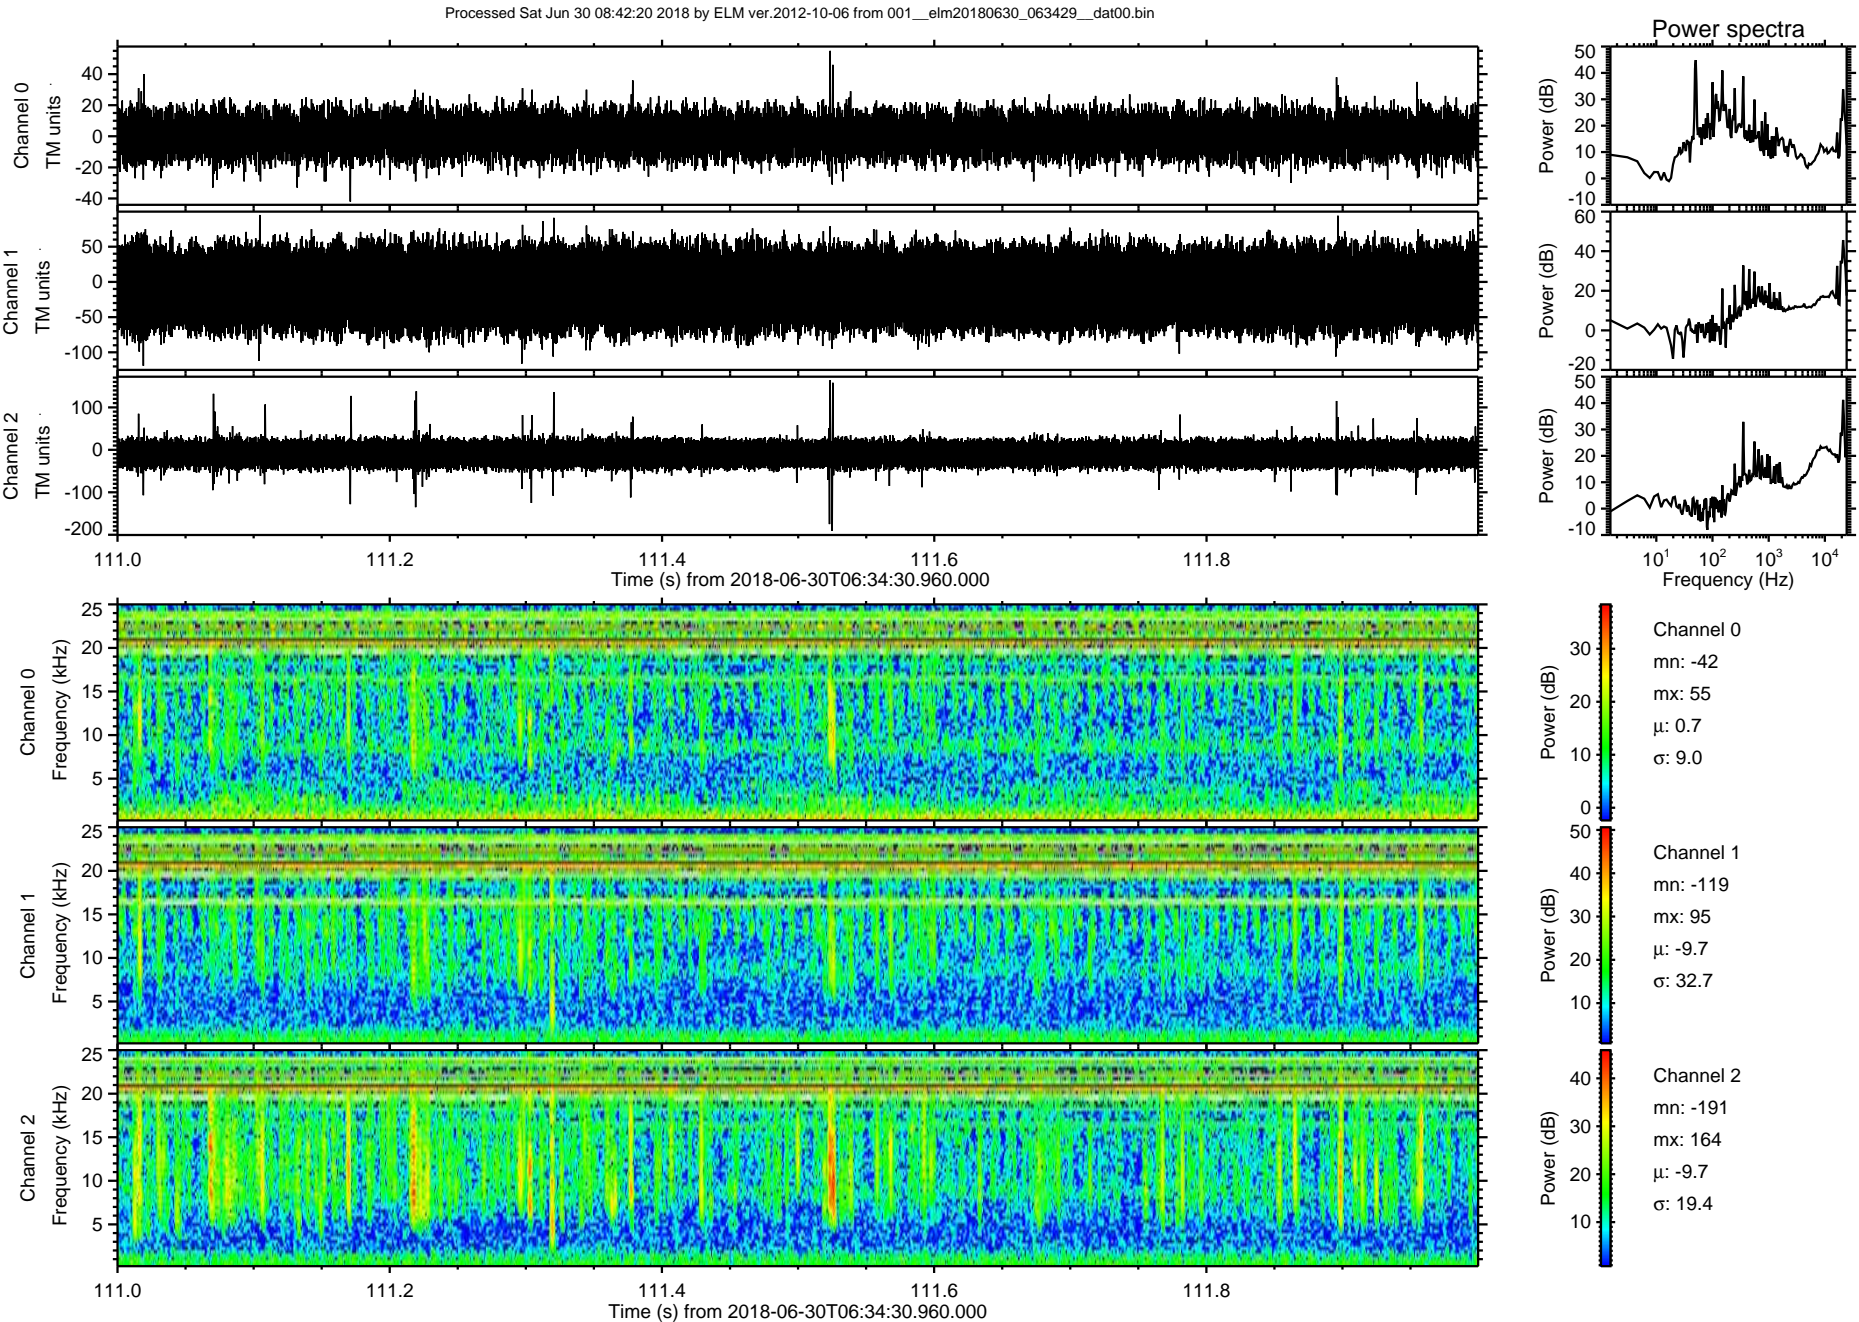 Processed Sat Jun 30 08:42:20 2018 by ELM ver.2012-10-06 from 001__elm20180630_063429__dat00.bin
Power spectra
Channel 0
TM units
40
20
0
-20
-40
Power (dB)
50
40
30
20
10
0
-10
Channel 1
TM units
50
0
-50
-100
Power (dB)
60
40
20
0
-20
Channel 2
TM units
100
0
-100
-200
Power (dB)
50
40
30
20
10
0
-10
111.0 111.2 111.4 111.6 111.8
Time (s) from 2018-06-30T06:34:30.960.000
10¹ 10² 10³ 10⁴
Frequency (Hz)
Channel 0
Frequency (kHz)
25
20
15
10
5
Power (dB)
30
20
10
0
Channel 0
mn: -42
mx: 55
μ: 0.7
σ: 9.0
Channel 1
Frequency (kHz)
25
20
15
10
5
Power (dB)
50
40
30
20
10
Channel 1
mn: -119
mx: 95
μ: -9.7
σ: 32.7
Channel 2
Frequency (kHz)
25
20
15
10
5
Power (dB)
40
30
20
10
Channel 2
mn: -191
mx: 164
μ: -9.7
σ: 19.4
111.0 111.2 111.4 111.6 111.8
Time (s) from 2018-06-30T06:34:30.960.000